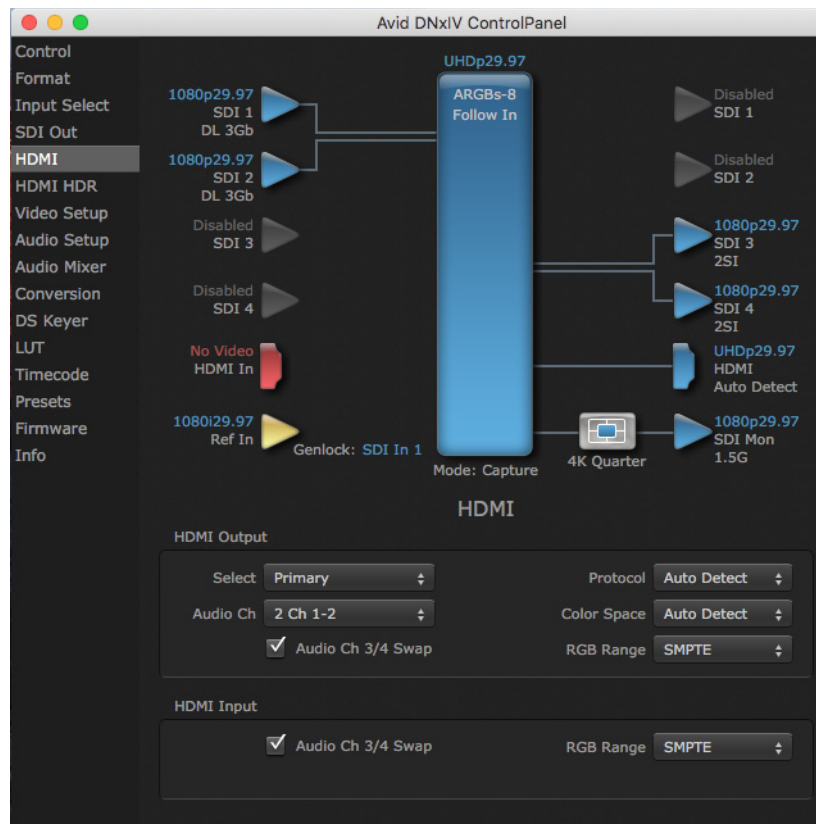 Avid DNxIV ControlPanel
Control
Format
Input Select
SDI Out
HDMI
HDMI HDR
Video Setup
Audio Setup
Audio Mixer
Conversion
DS Keyer
LUT
Timecode
Presets
Firmware
Info
1080p29.97
SDI 1
DL 3Gb
1080p29.97
SDI 2
DL 3Gb
Disabled
SDI 3
Disabled
SDI 4
No Video
HDMI In
1080i29.97
Ref In
Genlock: SDI In 1
UHDp29.97
ARGBs-8
Follow In
Mode: Capture
Disabled
SDI 1
Disabled
SDI 2
1080p29.97
SDI 3
2SI
1080p29.97
SDI 4
2SI
UHDp29.97
HDMI
Auto Detect
4K Quarter
1080p29.97
SDI Mon
1.5G
HDMI
HDMI Output
Select Primary
Protocol Auto Detect
Audio Ch 2 Ch 1-2
Color Space Auto Detect
Audio Ch 3/4 Swap
RGB Range SMPTE
HDMI Input
Audio Ch 3/4 Swap
RGB Range SMPTE